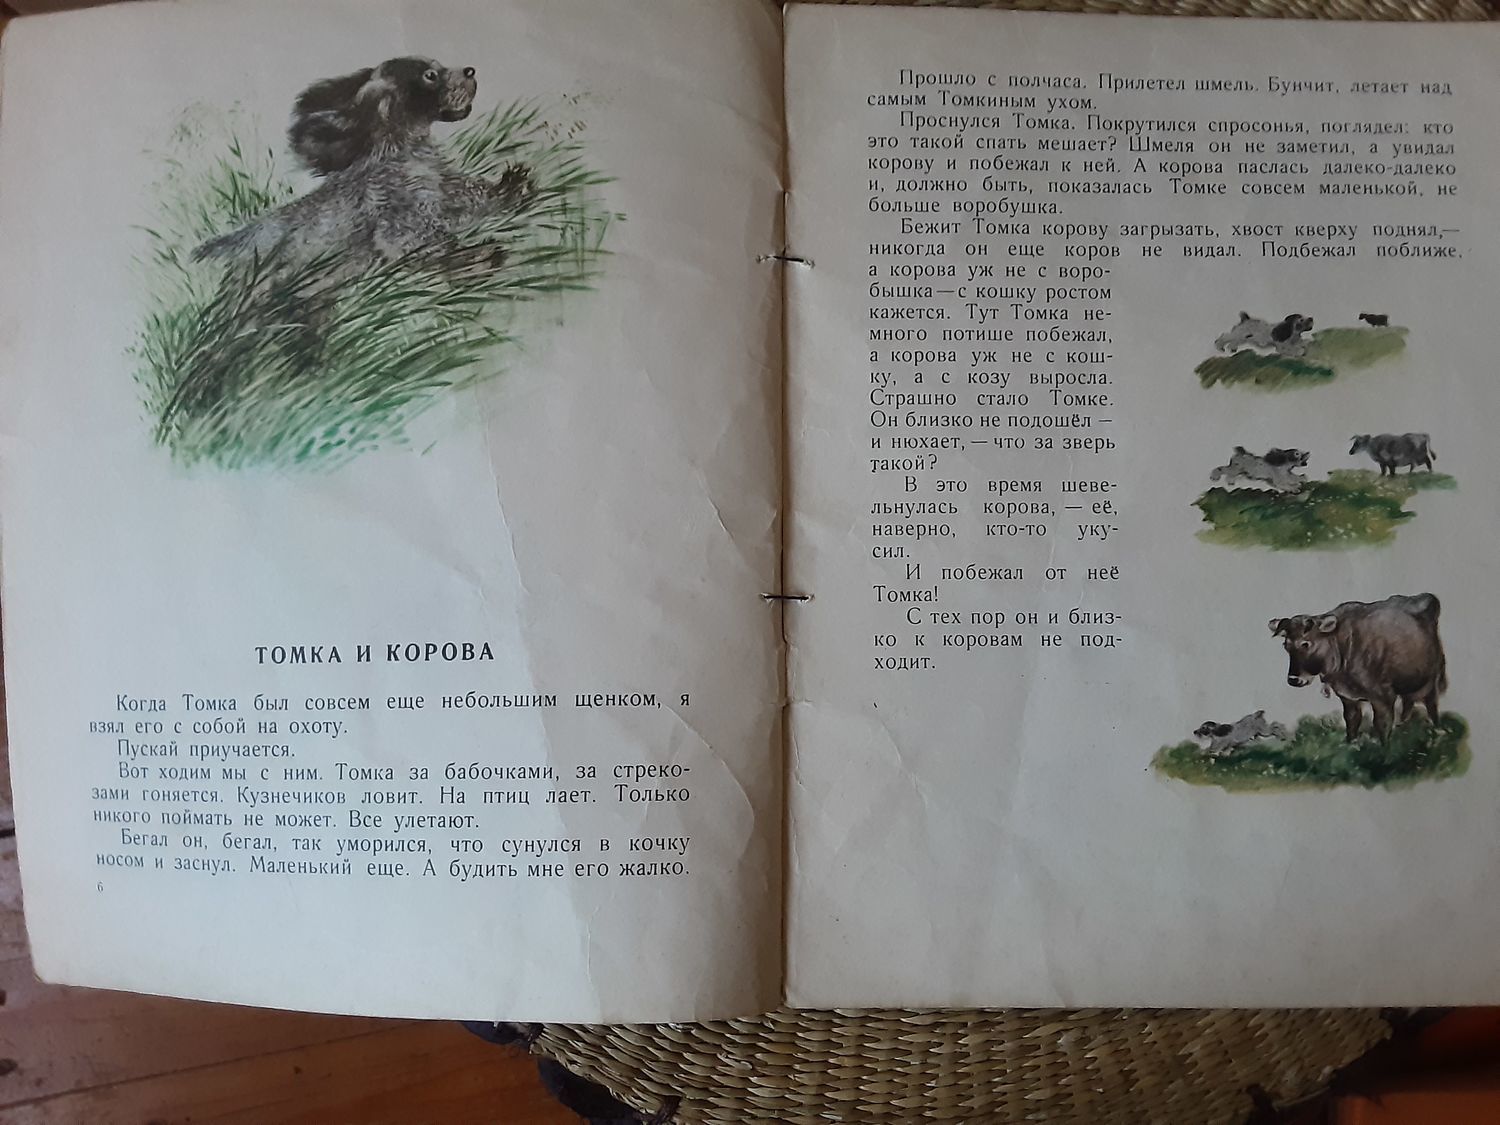 ТОМКА И КОРОВА
Когда Томка был совсем еще небольшим щенком, я
взял его с собой на охоту.
Пускай приучается.
Вот ходим мы с ним. Томка за бабочками, за стреко-
зами гоняется. Кузнечиков ловит. На птиц лает. Только
никого поймать не может. Все улетают.
Бегал он, бегал, так уморился, что сунулся в кочку
носом и заснул. Маленький еще. А будить мне его жалко.
6
Прошло с полчаса. Прилетел шмель. Бунчит, летает над
самым Томкиным ухом.
Проснулся Томка. Покрутился спросонья, поглядел: кто
это такой спать мешает? Шмеля он не заметил, а увидал
корову и побежал к ней. А корова паслась далеко-далеко
и, должно быть, показалась Томке совсем маленькой, не
больше воробушка.
Бежит Томка корову загрызать, хвост кверху поднял,—
никогда он еще коров не видал. Подбежал поближе,
а корова уж не с воро-
бышка — с кошку ростом
кажется. Тут Томка не-
много потише побежал,
а корова уж не с кош-
ку, а с козу выросла.
Страшно стало Томке.
Он близко не подошёл —
и нюхает, — что за зверь
такой?
В это время шеве-
льнулась корова, — её,
наверно, кто-то уку-
сил.
И побежал от неё
Томка!
С тех пор он и близ-
ко к коровам не под-
ходит.